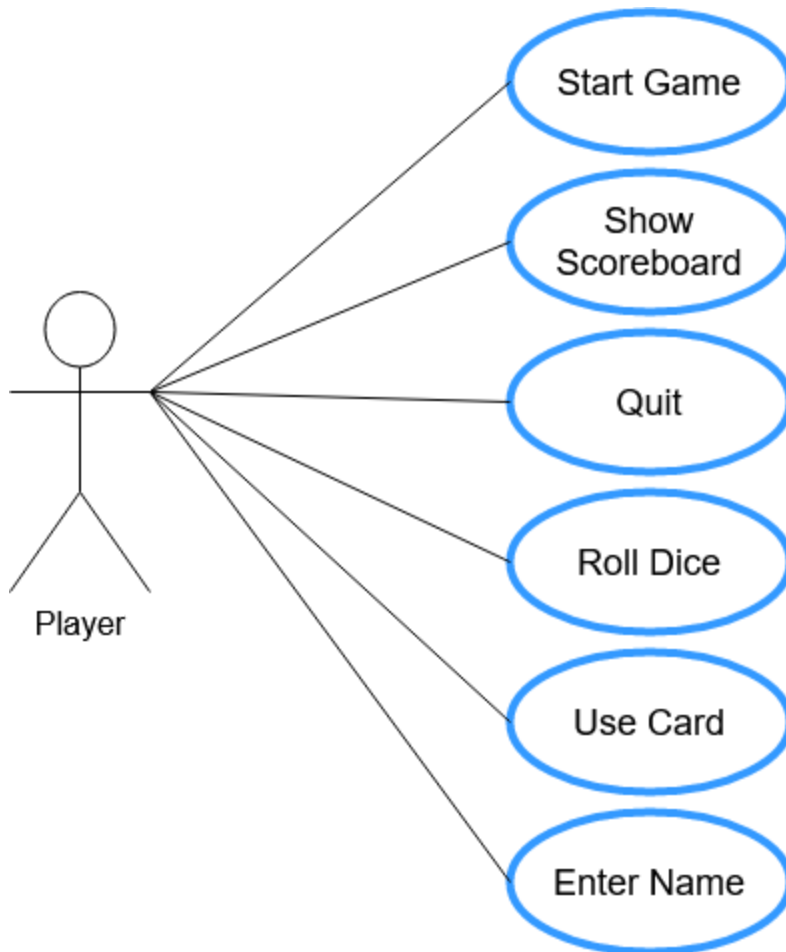 Start Game
Show
Scoreboard
Quit
Roll Dice
Player
Use Card
Enter Name